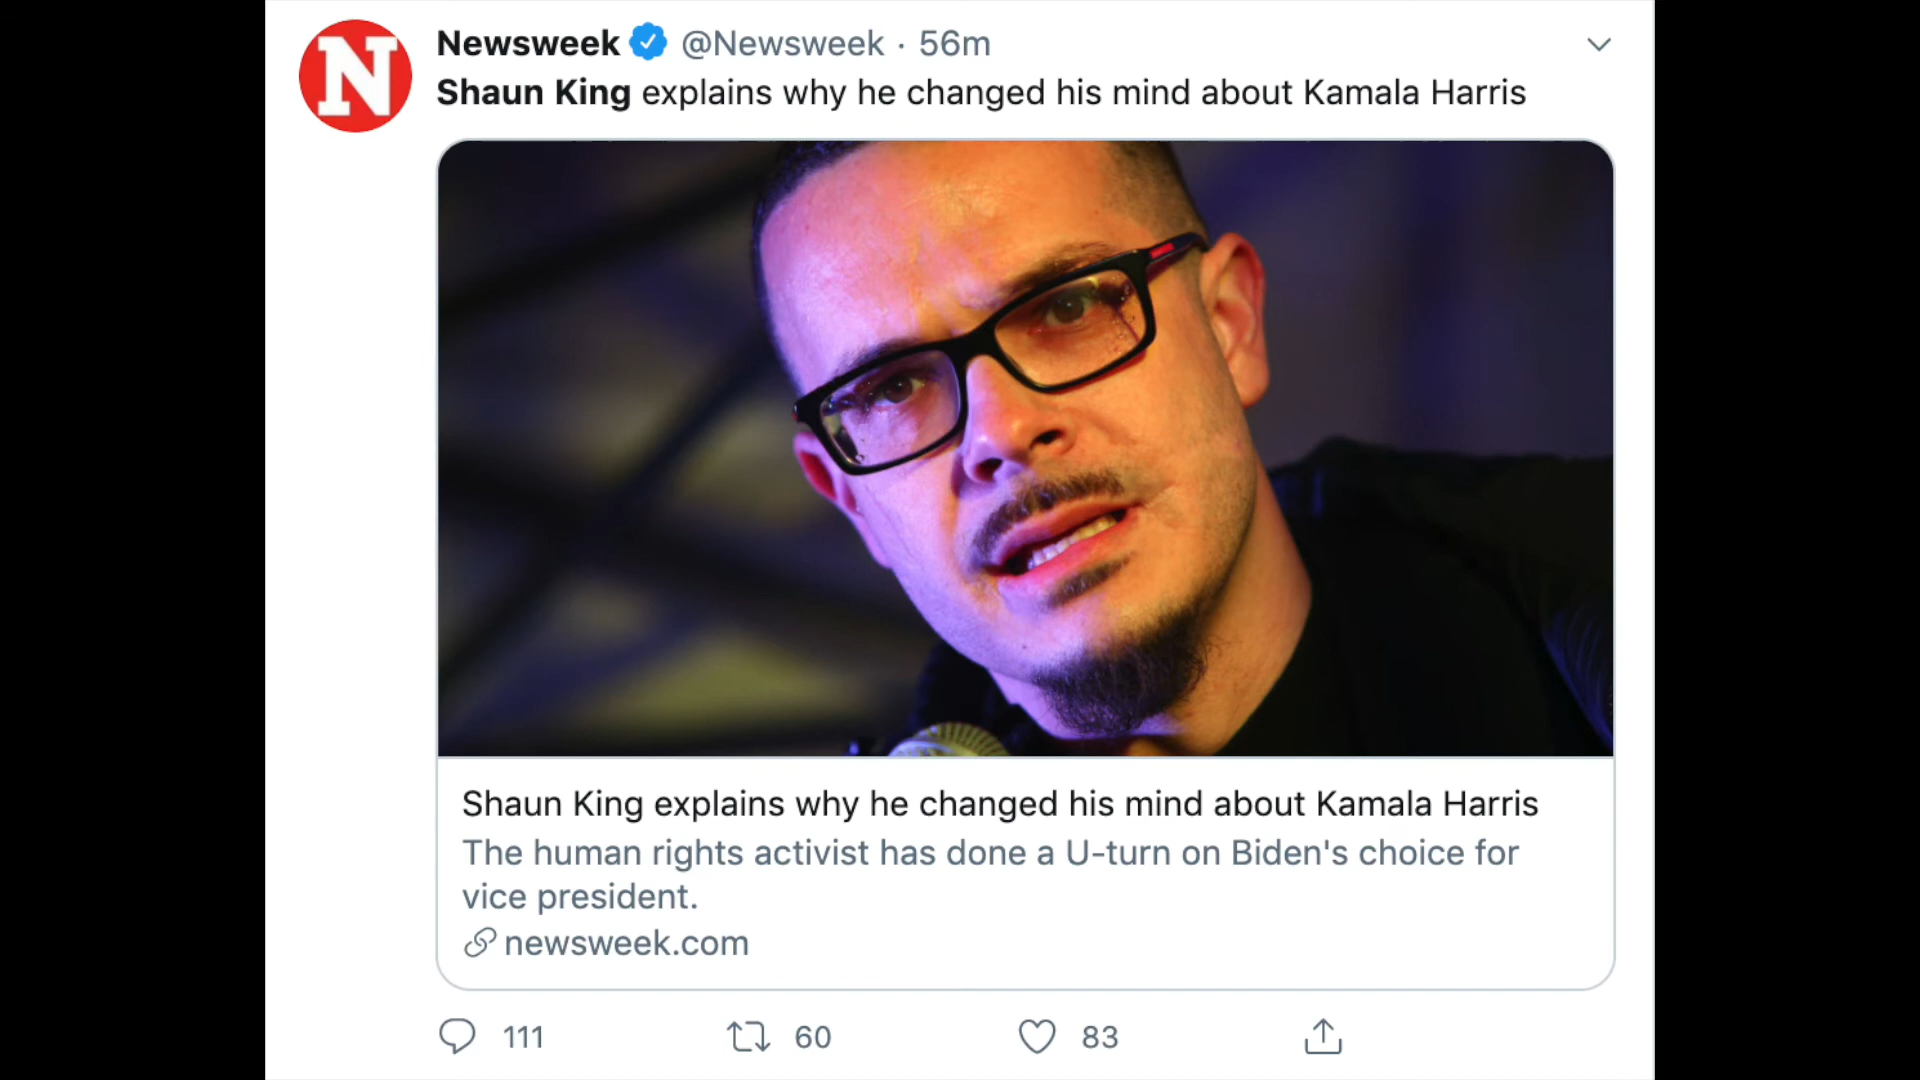 N
Newsweek @Newsweek · 56m
Shaun King explains why he changed his mind about Kamala Harris
Shaun King explains why he changed his mind about Kamala Harris
The human rights activist has done a U-turn on Biden's choice for
vice president.
newsweek.com
111 60 83